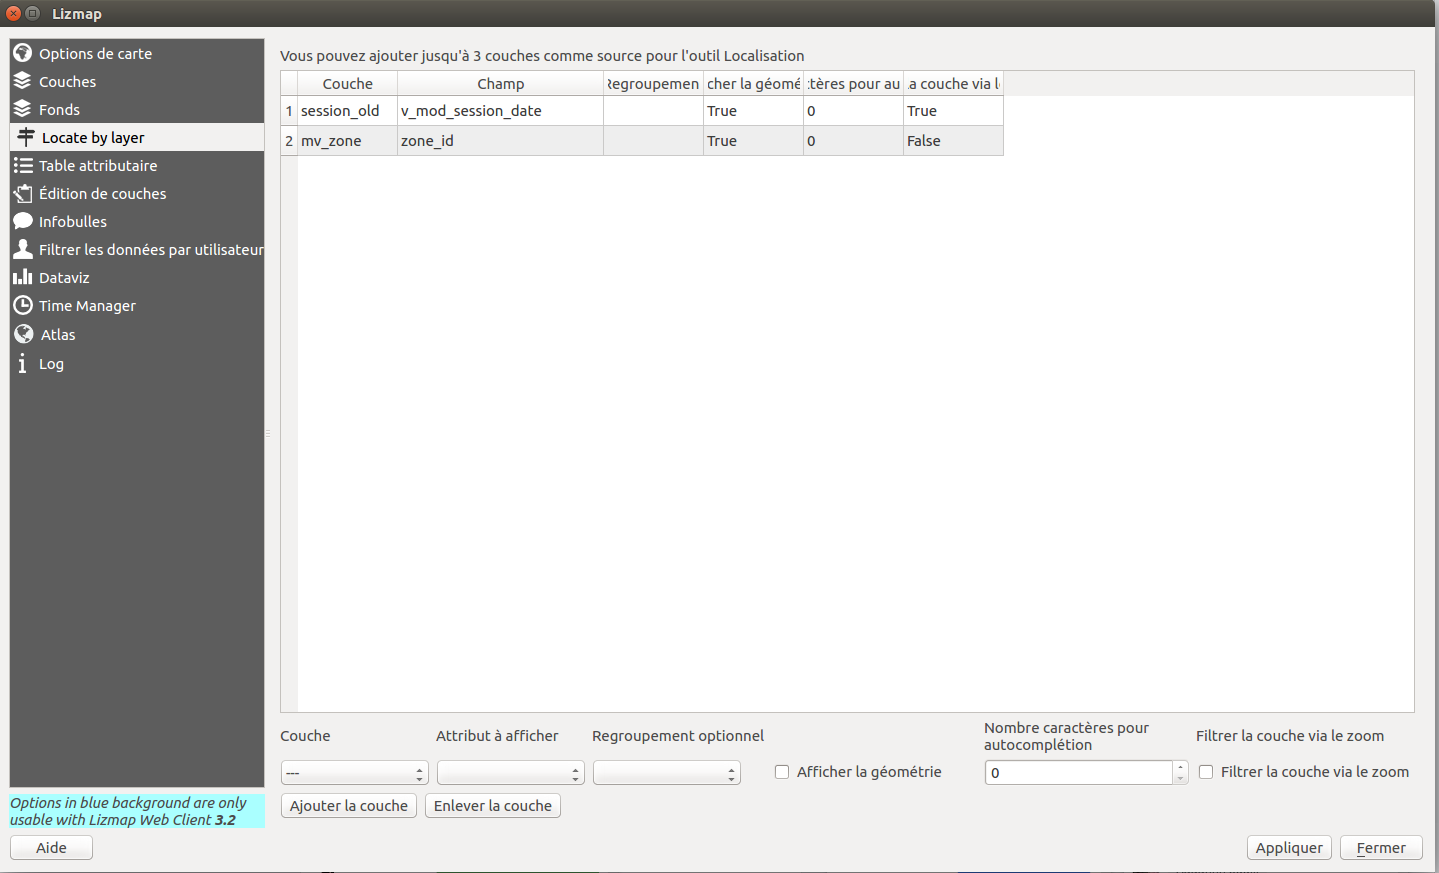 Lizmap
Options de carte
Couches
Fonds
Locate by layer
Table attributaire
Édition de couches
Infobulles
Filtrer les données par utilisateur
Dataviz
Time Manager
Atlas
Log
Options in blue background are only
usable with Lizmap Web Client 3.2
Aide
Vous pouvez ajouter jusqu'à 3 couches comme source pour l'outil Localisation
Couche Champ Regroupemen cher la géomé tères pour au la couche via l
1 session_old v_mod_session_date True 0 True
2 mv_zone zone_id True 0 False
Couche Attribut à afficher Regroupement optionnel Nombre caractères pour
autocomplétion Filtrer la couche via le zoom
--- Afficher la géométrie 0 Filtrer la couche via le zoom
Ajouter la couche Enlever la couche
Appliquer Fermer